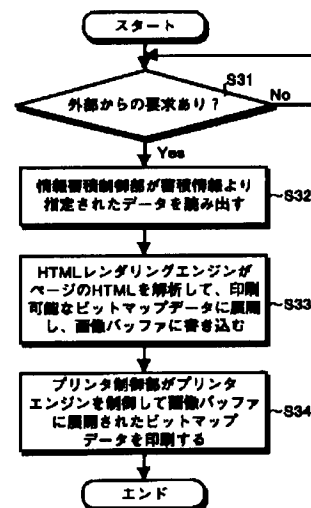 スタート
S31
外部からの要求あり?
No
Yes
情報蓄積制御部が蓄積情報より
指定されたデータを読み出す
~S32
HTMLレンダリングエンジンが
ページのHTMLを解析して、印刷
可能なビットマップデータに展開
し、画像バッファに書き込む
~S33
プリンタ制御部がプリンタ
エンジンを制御して画像バッファ
に展開されたビットマップ
データを印刷する
~S34
エンド